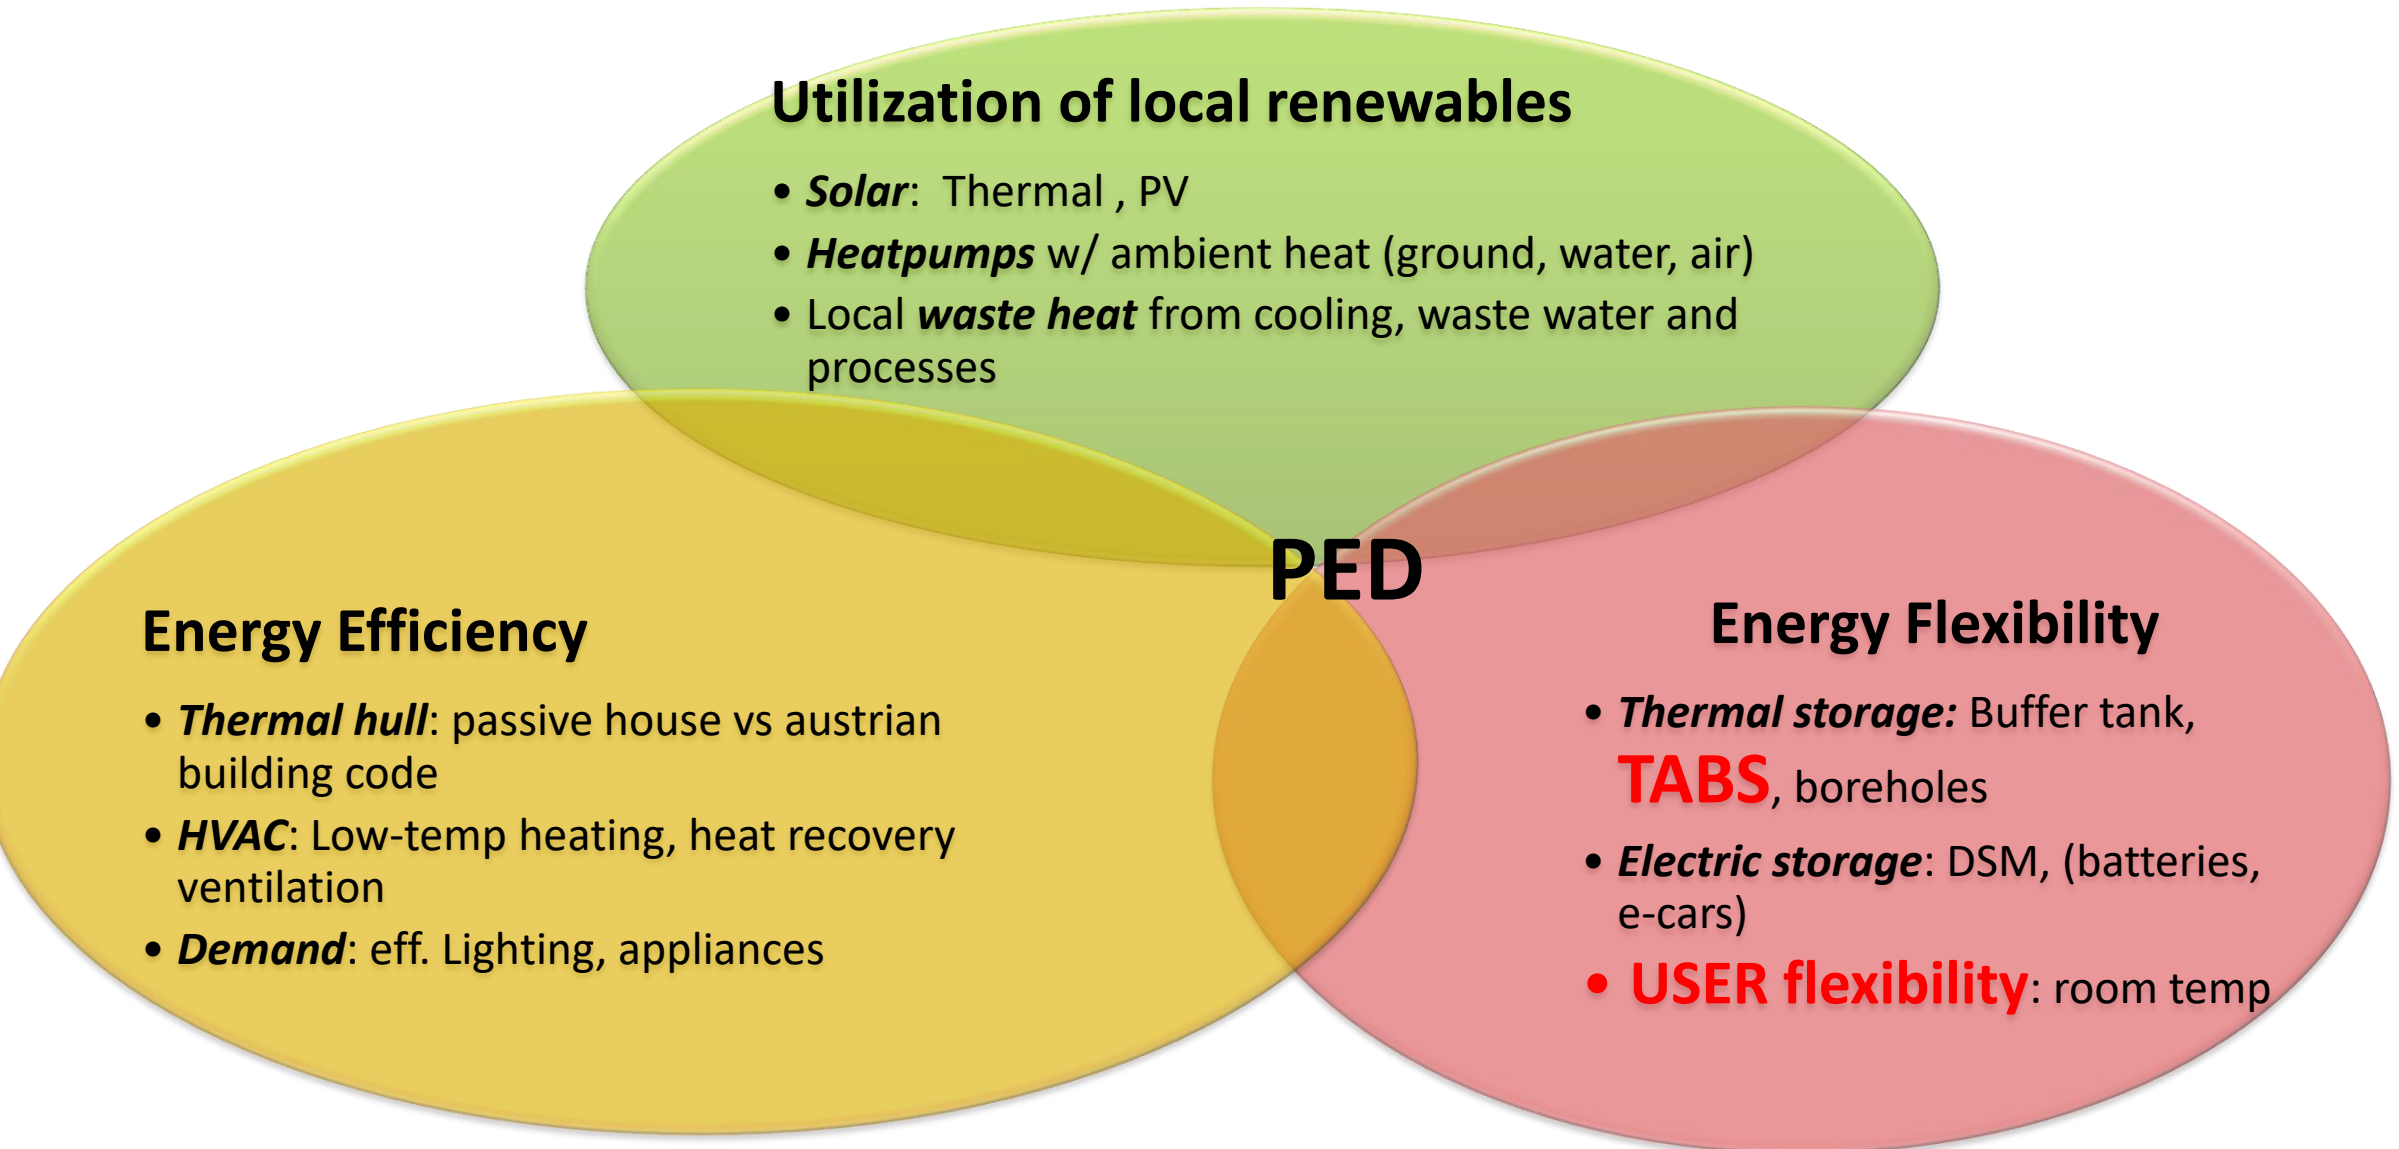 Utilization of local renewables
• Solar:  Thermal , PV
• Heatpumps w/ ambient heat (ground, water, air)
• Local waste heat from cooling, waste water and
processes
PED
Energy Efficiency
• Thermal hull: passive house vs austrian
building code
• HVAC: Low-temp heating, heat recovery
ventilation
• Demand: eff. Lighting, appliances
Energy Flexibility
• Thermal storage: Buffer tank,
TABS, boreholes
• Electric storage: DSM, (batteries,
e-cars)
• USER flexibility: room temp